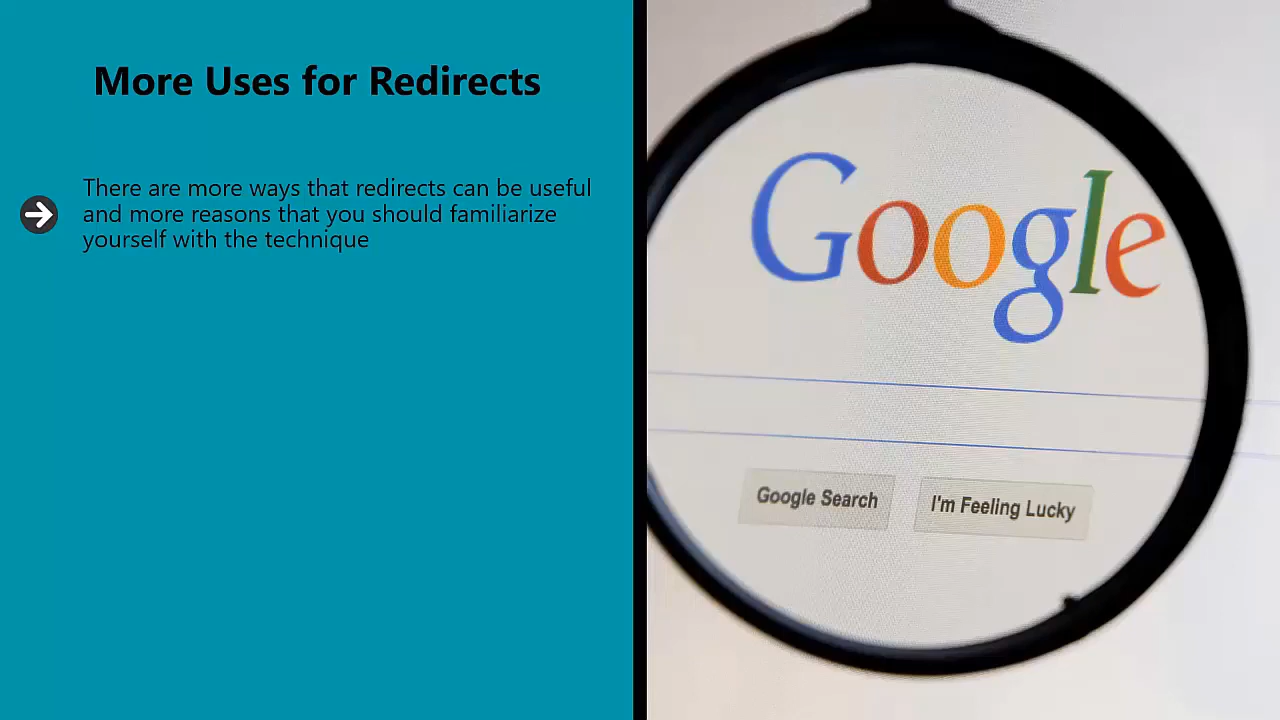 More Uses for Redirects
There are more ways that redirects can be useful
and more reasons that you should familiarize
yourself with the technique
Google
Google Search
I'm Feeling Lucky